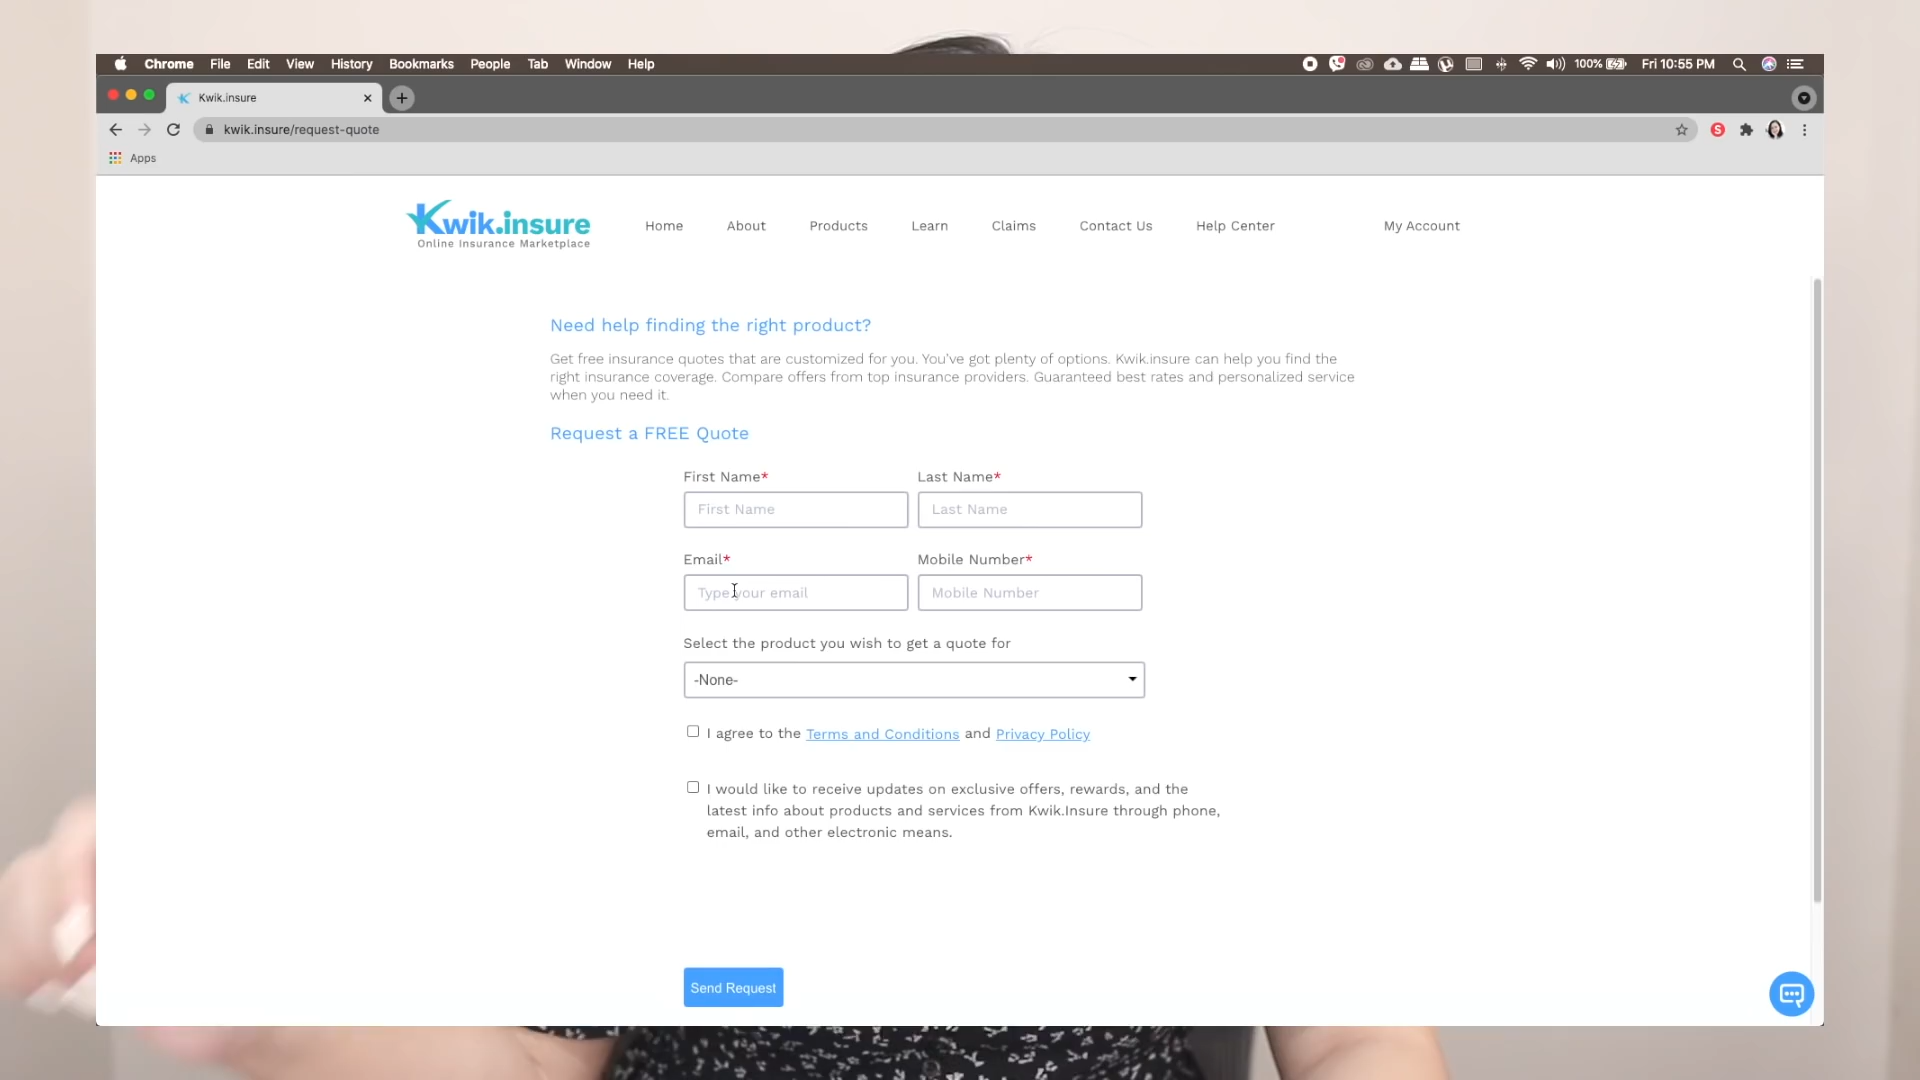 Chrome File Edit View History Bookmarks People Tab Window Help 100% Fri 10:55 PM
Kwik.insure
kwik.insure/request-quote
S
Apps
Kwik.insure
Online Insurance Marketplace
Home About Products Learn Claims Contact Us Help Center My Account
Need help finding the right product?
Get free insurance quotes that are customized for you. You've got plenty of options. Kwik.insure can help you find the
right insurance coverage. Compare offers from top insurance providers. Guaranteed best rates and personalized service
when you need it.
Request a FREE Quote
First Name* Last Name*
First Name Last Name
Email* Mobile Number*
Type your email Mobile Number
Select the product you wish to get a quote for
-None-
I agree to the Terms and Conditions and Privacy Policy
I would like to receive updates on exclusive offers, rewards, and the
latest info about products and services from Kwik.Insure through phone,
email, and other electronic means.
Send Request